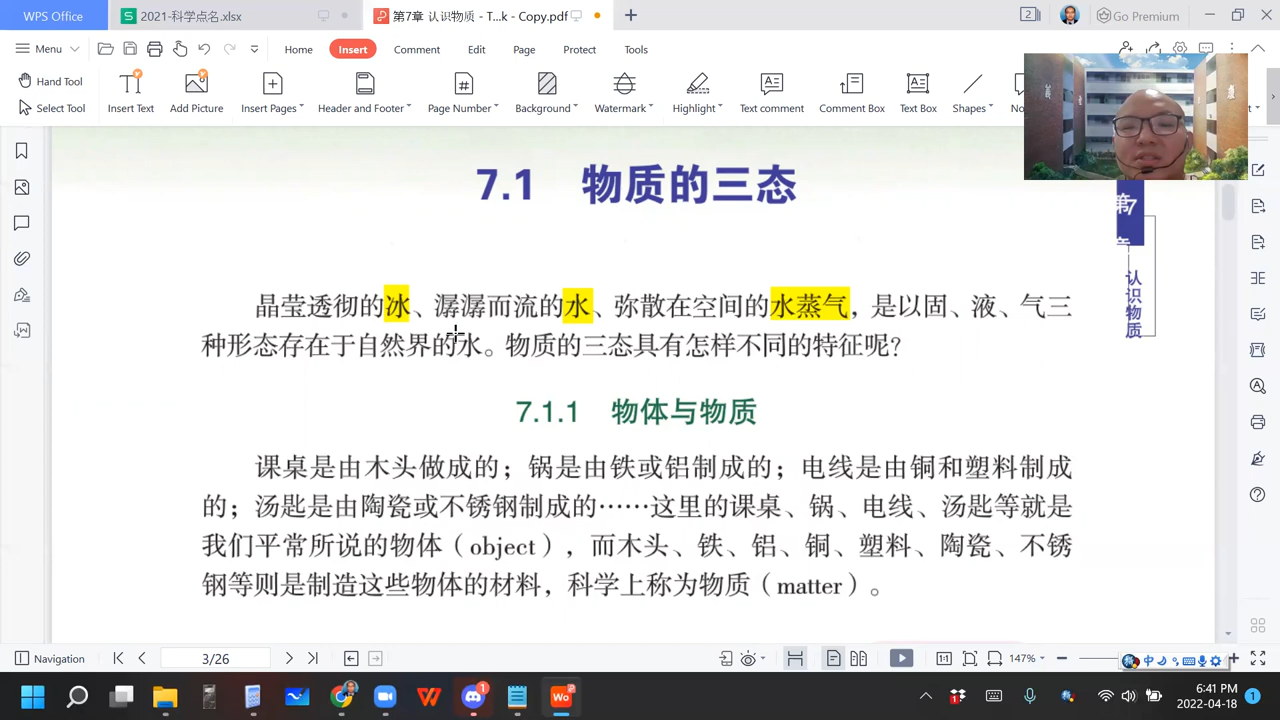 WPS Office 2021-科学点名.xlsx 第7章 认识物质 - T...k - Copy.pdf 2 Go Premium
Menu Home Insert Comment Edit Page Protect Tools
Hand Tool
Select Tool
Insert Text Add Picture Insert Pages Header and Footer Page Number Background Watermark Highlight Text comment Comment Box Text Box Shapes
7.1 物质的三态
第7章
认识物质
晶莹透彻的冰、潺潺而流的水、弥散在空间的水蒸气，是以固、液、气三
种形态存在于自然界的水。物质的三态具有怎样不同的特征呢？
7.1.1 物体与物质
课桌是由木头做成的；锅是由铁或铝制成的；电线是由铜和塑料制成
的；汤匙是由陶瓷或不锈钢制成的……这里的课桌、锅、电线、汤匙等就是
我们平常所说的物体（object），而木头、铁、铝、铜、塑料、陶瓷、不锈
钢等则是制造这些物体的材料，科学上称为物质（matter）。
Navigation 3/26 1:1 147% 中
Wo 1
6:41 PM
2022-04-18 1